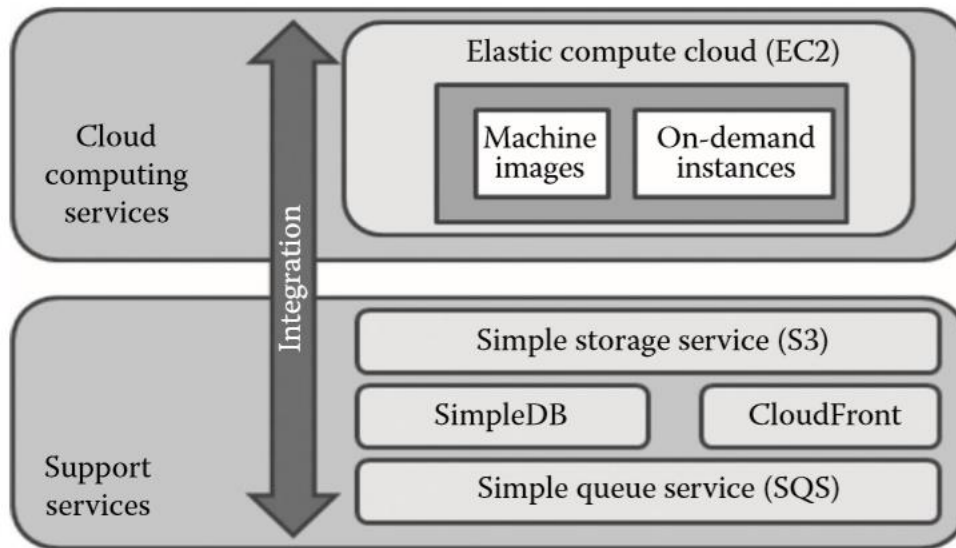 Elastic compute cloud (EC2)
Machine
images
On-demand
instances
Cloud
computing
services
Integration
Simple storage service (S3)
SimpleDB
CloudFront
Simple queue service (SQS)
Support
services